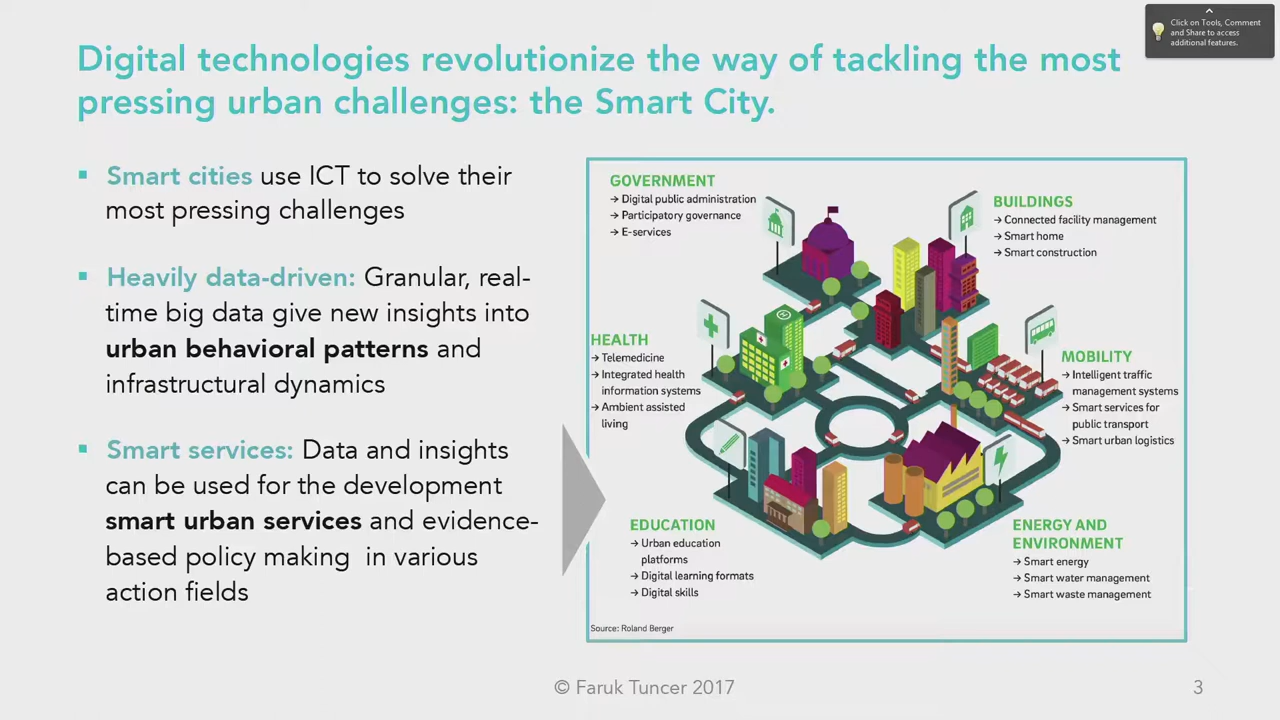 Click on Tools, Comment
and Share to access
additional features.
Digital technologies revolutionize the way of tackling the most
pressing urban challenges: the Smart City.
▪ Smart cities use ICT to solve their
most pressing challenges
▪ Heavily data-driven: Granular, real-
time big data give new insights into
urban behavioral patterns and
infrastructural dynamics
▪ Smart services: Data and insights
can be used for the development
smart urban services and evidence-
based policy making in various
action fields
GOVERNMENT
→ Digital public administration
→ Participatory governance
→ E-services
BUILDINGS
→ Connected facility management
→ Smart home
→ Smart construction
HEALTH
→ Telemedicine
→ Integrated health
information systems
→ Ambient assisted
living
MOBILITY
→ Intelligent traffic
management systems
→ Smart services for
public transport
→ Smart urban logistics
EDUCATION
→ Urban education
platforms
→ Digital learning formats
→ Digital skills
ENERGY AND
ENVIRONMENT
→ Smart energy
→ Smart water management
→ Smart waste management
H
Source: Roland Berger
© Faruk Tuncer 2017
3